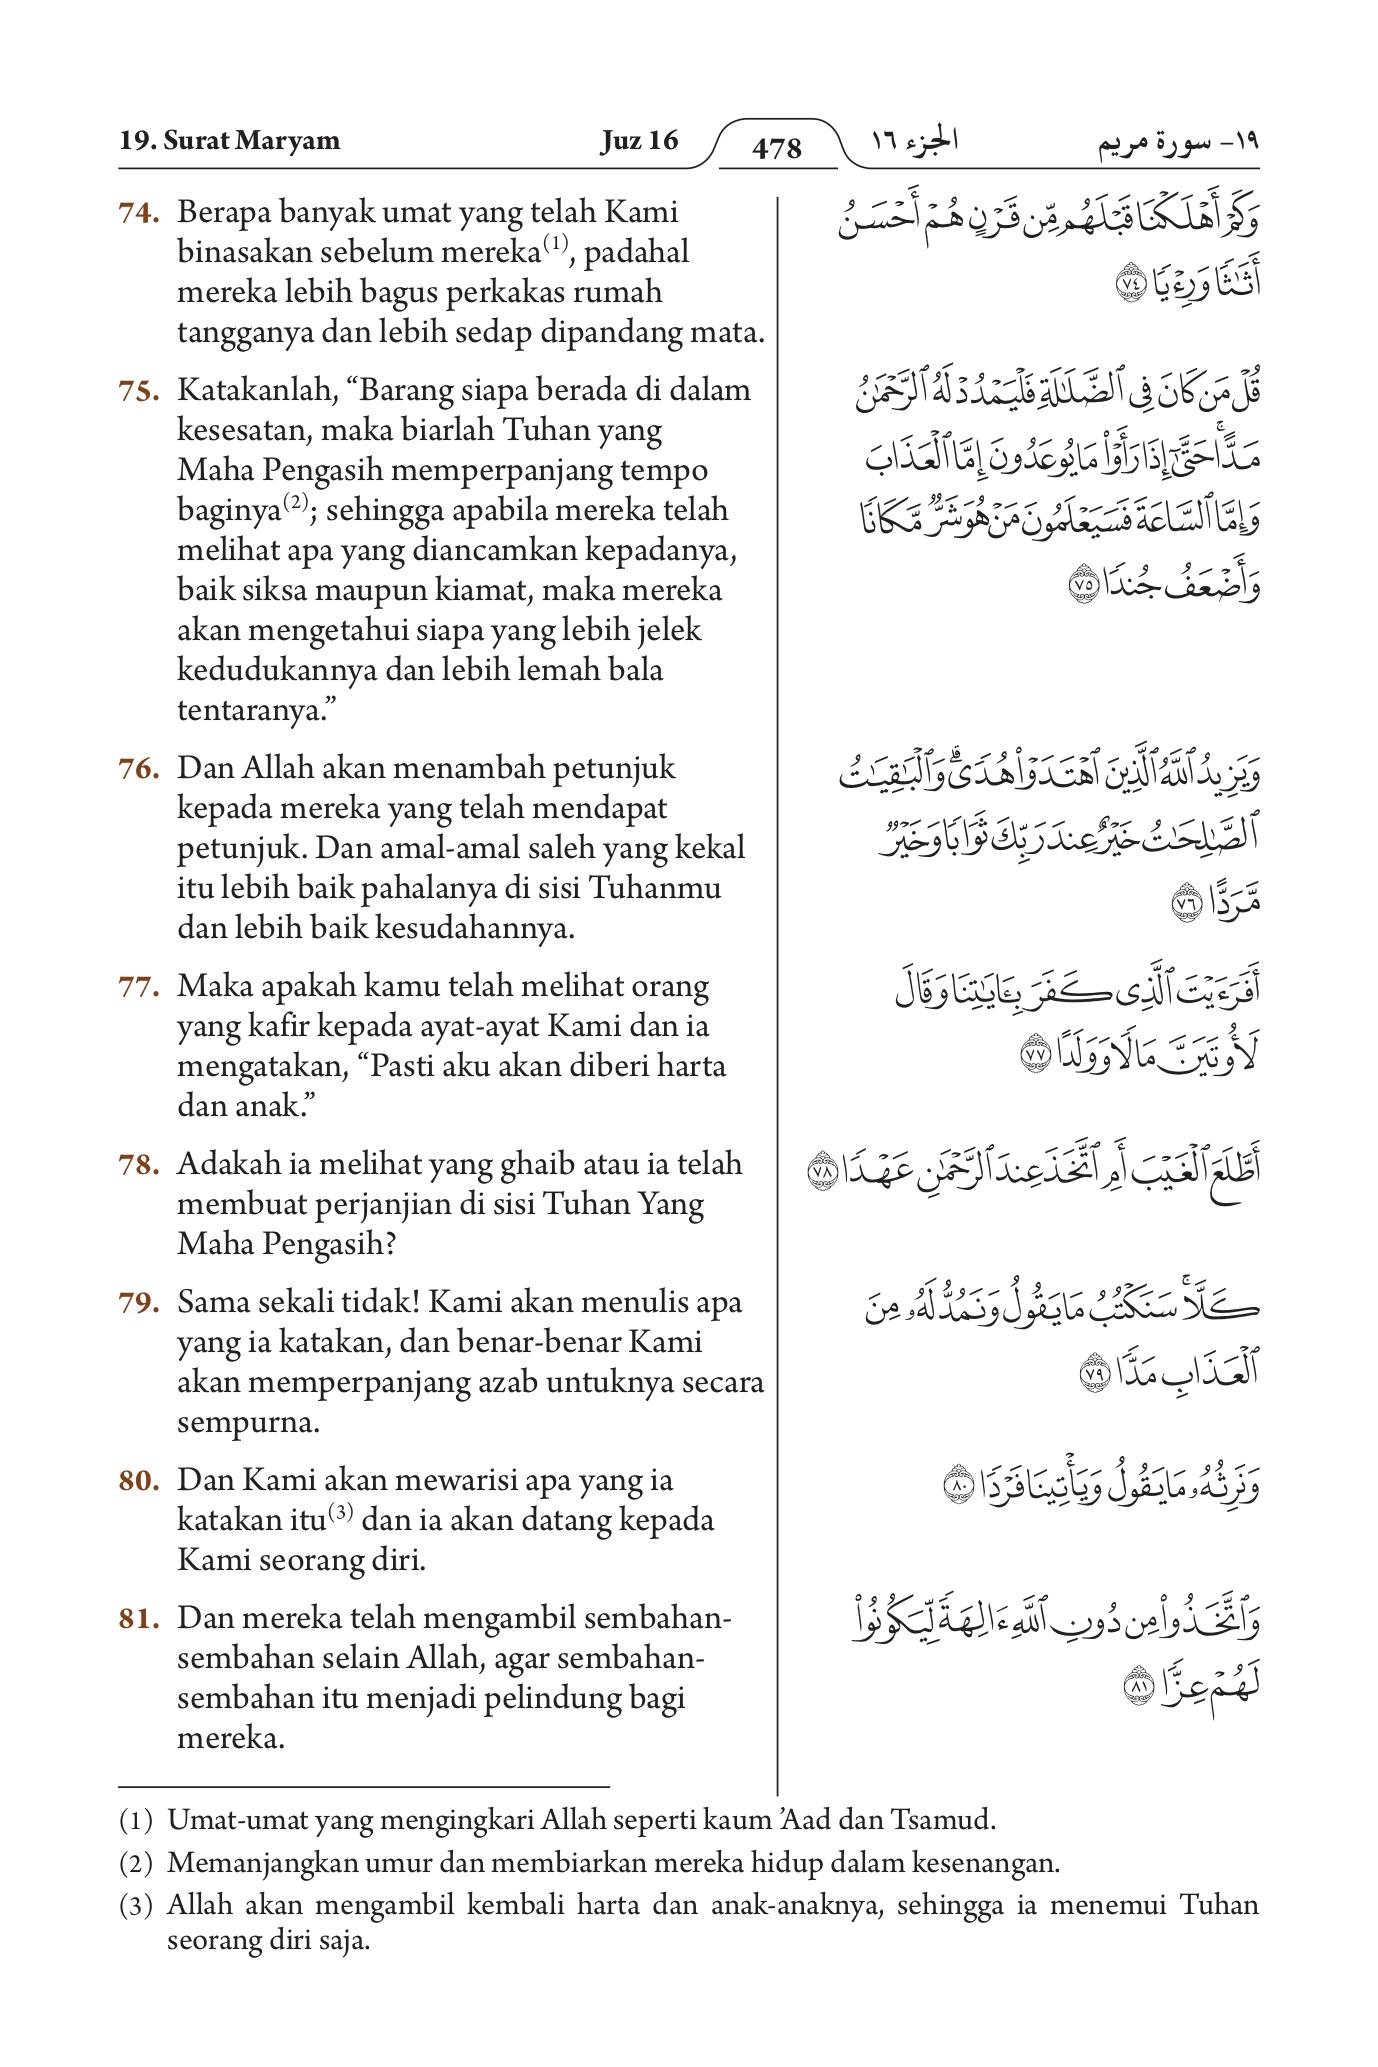 19. Surat Maryam
Juz 16
478
الجزء ١٦
١٩- سورة مريم
74. Berapa banyak umat yang telah Kami
binasakan sebelum mereka(1), padahal
mereka lebih bagus perkakas rumah
tangganya dan lebih sedap dipandang mata.
75. Katakanlah, “Barang siapa berada di dalam
kesesatan, maka biarlah Tuhan yang
Maha Pengasih memperpanjang tempo
baginya(2); sehingga apabila mereka telah
melihat apa yang diancamkan kepadanya,
baik siksa maupun kiamat, maka mereka
akan mengetahui siapa yang lebih jelek
kedudukannya dan lebih lemah bala
tentaranya.”
76. Dan Allah akan menambah petunjuk
kepada mereka yang telah mendapat
petunjuk. Dan amal-amal saleh yang kekal
itu lebih baik pahalanya di sisi Tuhanmu
dan lebih baik kesudahannya.
77. Maka apakah kamu telah melihat orang
yang kafir kepada ayat-ayat Kami dan ia
mengatakan, “Pasti aku akan diberi harta
dan anak.”
78. Adakah ia melihat yang ghaib atau ia telah
membuat perjanjian di sisi Tuhan Yang
Maha Pengasih?
79. Sama sekali tidak! Kami akan menulis apa
yang ia katakan, dan benar-benar Kami
akan memperpanjang azab untuknya secara
sempurna.
80. Dan Kami akan mewarisi apa yang ia
katakan itu(3) dan ia akan datang kepada
Kami seorang diri.
81. Dan mereka telah mengambil sembahan-
sembahan selain Allah, agar sembahan-
sembahan itu menjadi pelindung bagi
mereka.
وَكَمۡ أَهۡلَكۡنَا قَبۡلَهُم مِّن قَرۡنٍ هُمۡ أَحۡسَنُ
أَثَٰثٗا وَرِءۡيٗا ٧٤
قُلۡ مَن كَانَ فِي ٱلضَّلَٰلَةِ فَلۡيَمۡدُدۡ لَهُ ٱلرَّحۡمَٰنُ
مَدًّاۚ حَتَّىٰٓ إِذَا رَأَوۡاْ مَا يُوعَدُونَ إِمَّا ٱلۡعَذَابَ
وَإِمَّا ٱلسَّاعَةَ فَسَيَعۡلَمُونَ مَنۡ هُوَ شَرّٞ مَّكَانٗا
وَأَضۡعَفُ جُندٗا ٧٥
وَيَزِيدُ ٱللَّهُ ٱلَّذِينَ ٱهۡتَدَوۡاْ هُدٗىۗ وَٱلۡبَٰقِيَٰتُ
ٱلصَّٰلِحَٰتُ خَيۡرٌ عِندَ رَبِّكَ ثَوَابٗا وَخَيۡرٞ
مَّرَدًّا ٧٦
أَفَرَءَيۡتَ ٱلَّذِي كَفَرَ بِـَٔايَٰتِنَا وَقَالَ
لَأُوتَيَنَّ مَالٗا وَوَلَدًا ٧٧
أَطَّلَعَ ٱلۡغَيۡبَ أَمِ ٱتَّخَذَ عِندَ ٱلرَّحۡمَٰنِ عَهۡدٗا ٧٨
كَلَّاۚ سَنَكۡتُبُ مَا يَقُولُ وَنَمُدُّ لَهُۥ مِنَ
ٱلۡعَذَابِ مَدّٗا ٧٩
وَنَرِثُهُۥ مَا يَقُولُ وَيَأۡتِينَا فَرۡدٗا ٨٠
وَٱتَّخَذُواْ مِن دُونِ ٱللَّهِ ءَالِهَةٗ لِّيَكُونُواْ
لَهُمۡ عِزّٗا ٨١
(1) Umat-umat yang mengingkari Allah seperti kaum ’Aad dan Tsamud.
(2) Memanjangkan umur dan membiarkan mereka hidup dalam kesenangan.
(3) Allah akan mengambil kembali harta dan anak-anaknya, sehingga ia menemui Tuhan
seorang diri saja.